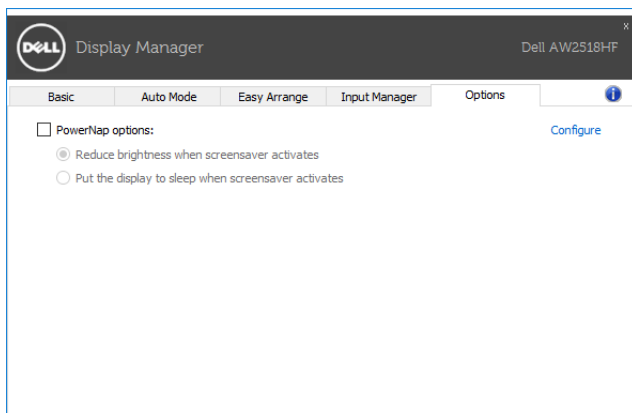 x
DELL Display Manager Dell AW2518HF
Basic Auto Mode Easy Arrange Input Manager Options i
PowerNap options: Configure
Reduce brightness when screensaver activates
Put the display to sleep when screensaver activates